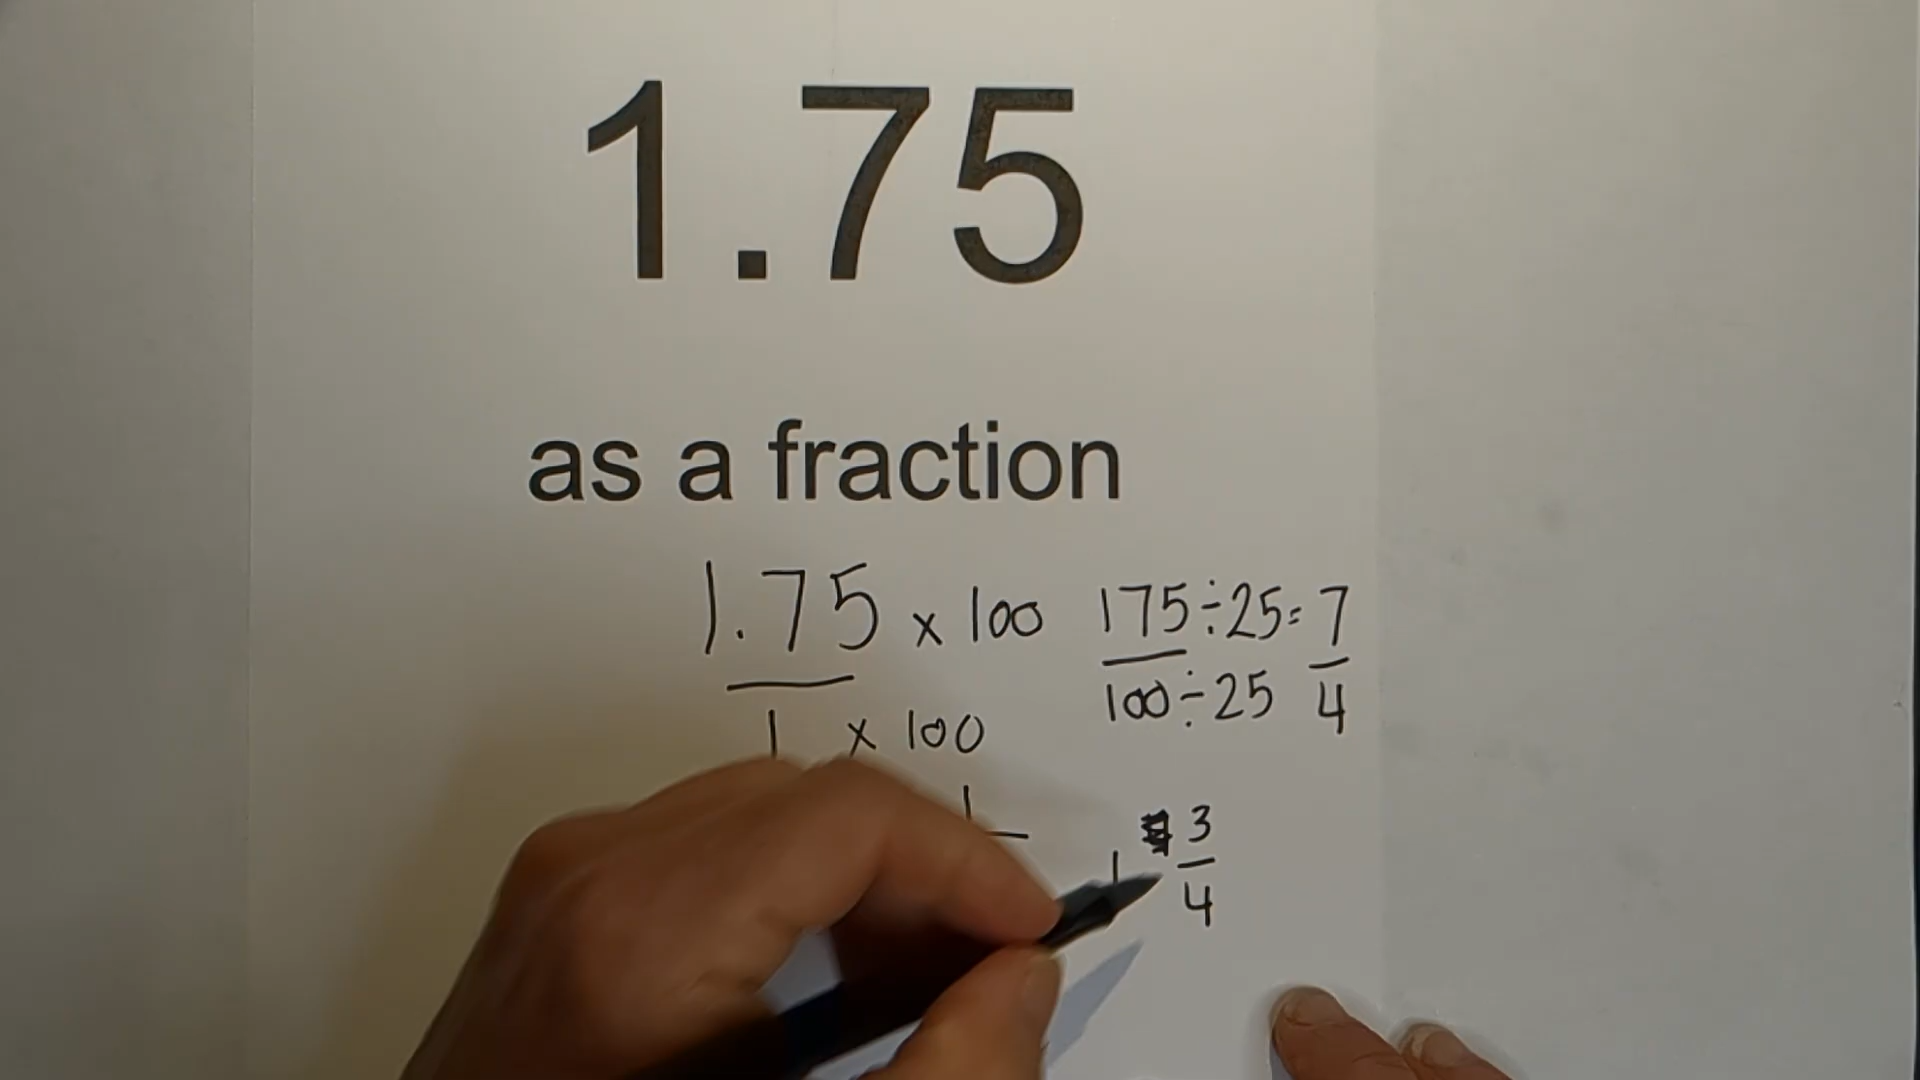 1.75
as a fraction
1.75 x 100
1 x 100
175÷25= 7
100÷25 4
1 3
4